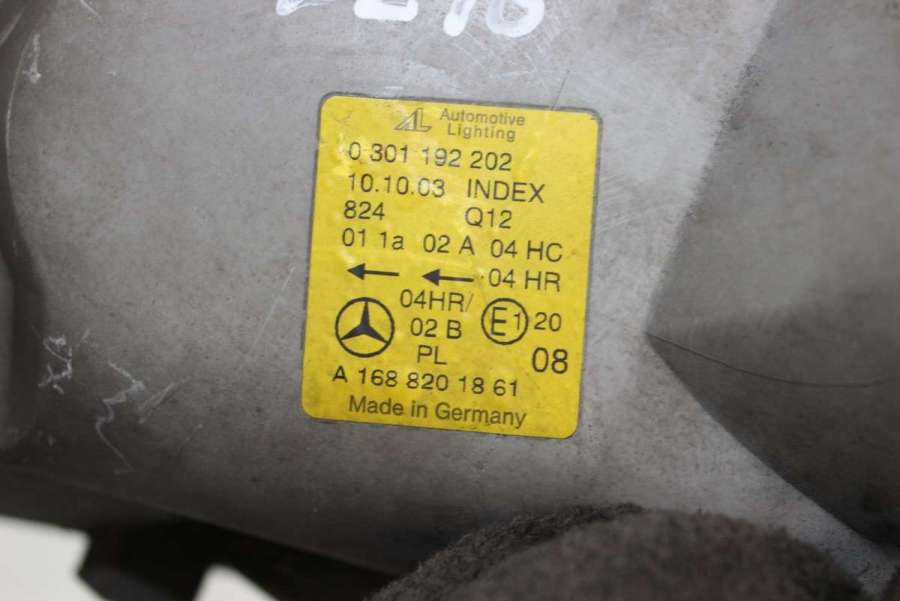 AL Automotive
Lighting
0 301 192 202
10.10.03 INDEX
824 Q12
01 1a 02 A 04 HC
04 HR
04HR/
02 B E1 20
PL 08
A 168 820 18 61
Made in Germany